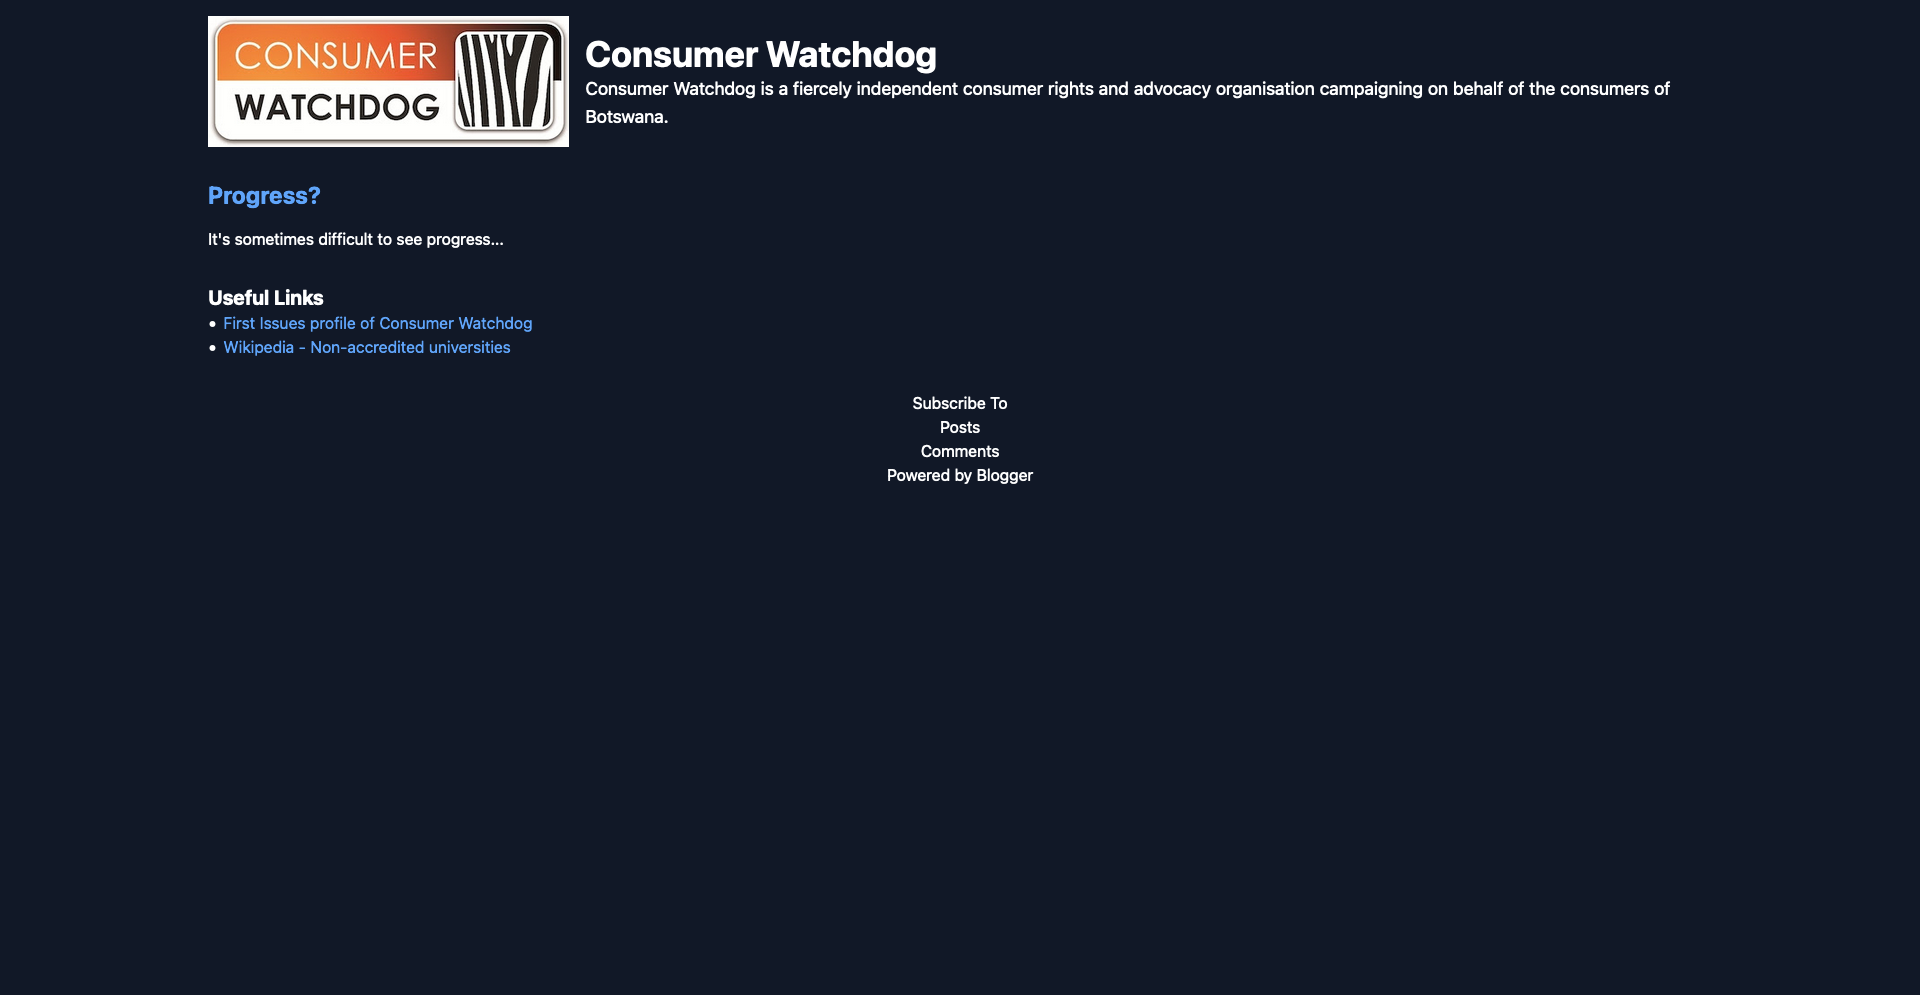 CONSUMER
WATCHDOG
Consumer Watchdog
Consumer Watchdog is a fiercely independent consumer rights and advocacy organisation campaigning on behalf of the consumers of
Botswana.
Progress?
It's sometimes difficult to see progress...
Useful Links
• First Issues profile of Consumer Watchdog
• Wikipedia - Non-accredited universities
Subscribe To
Posts
Comments
Powered by Blogger